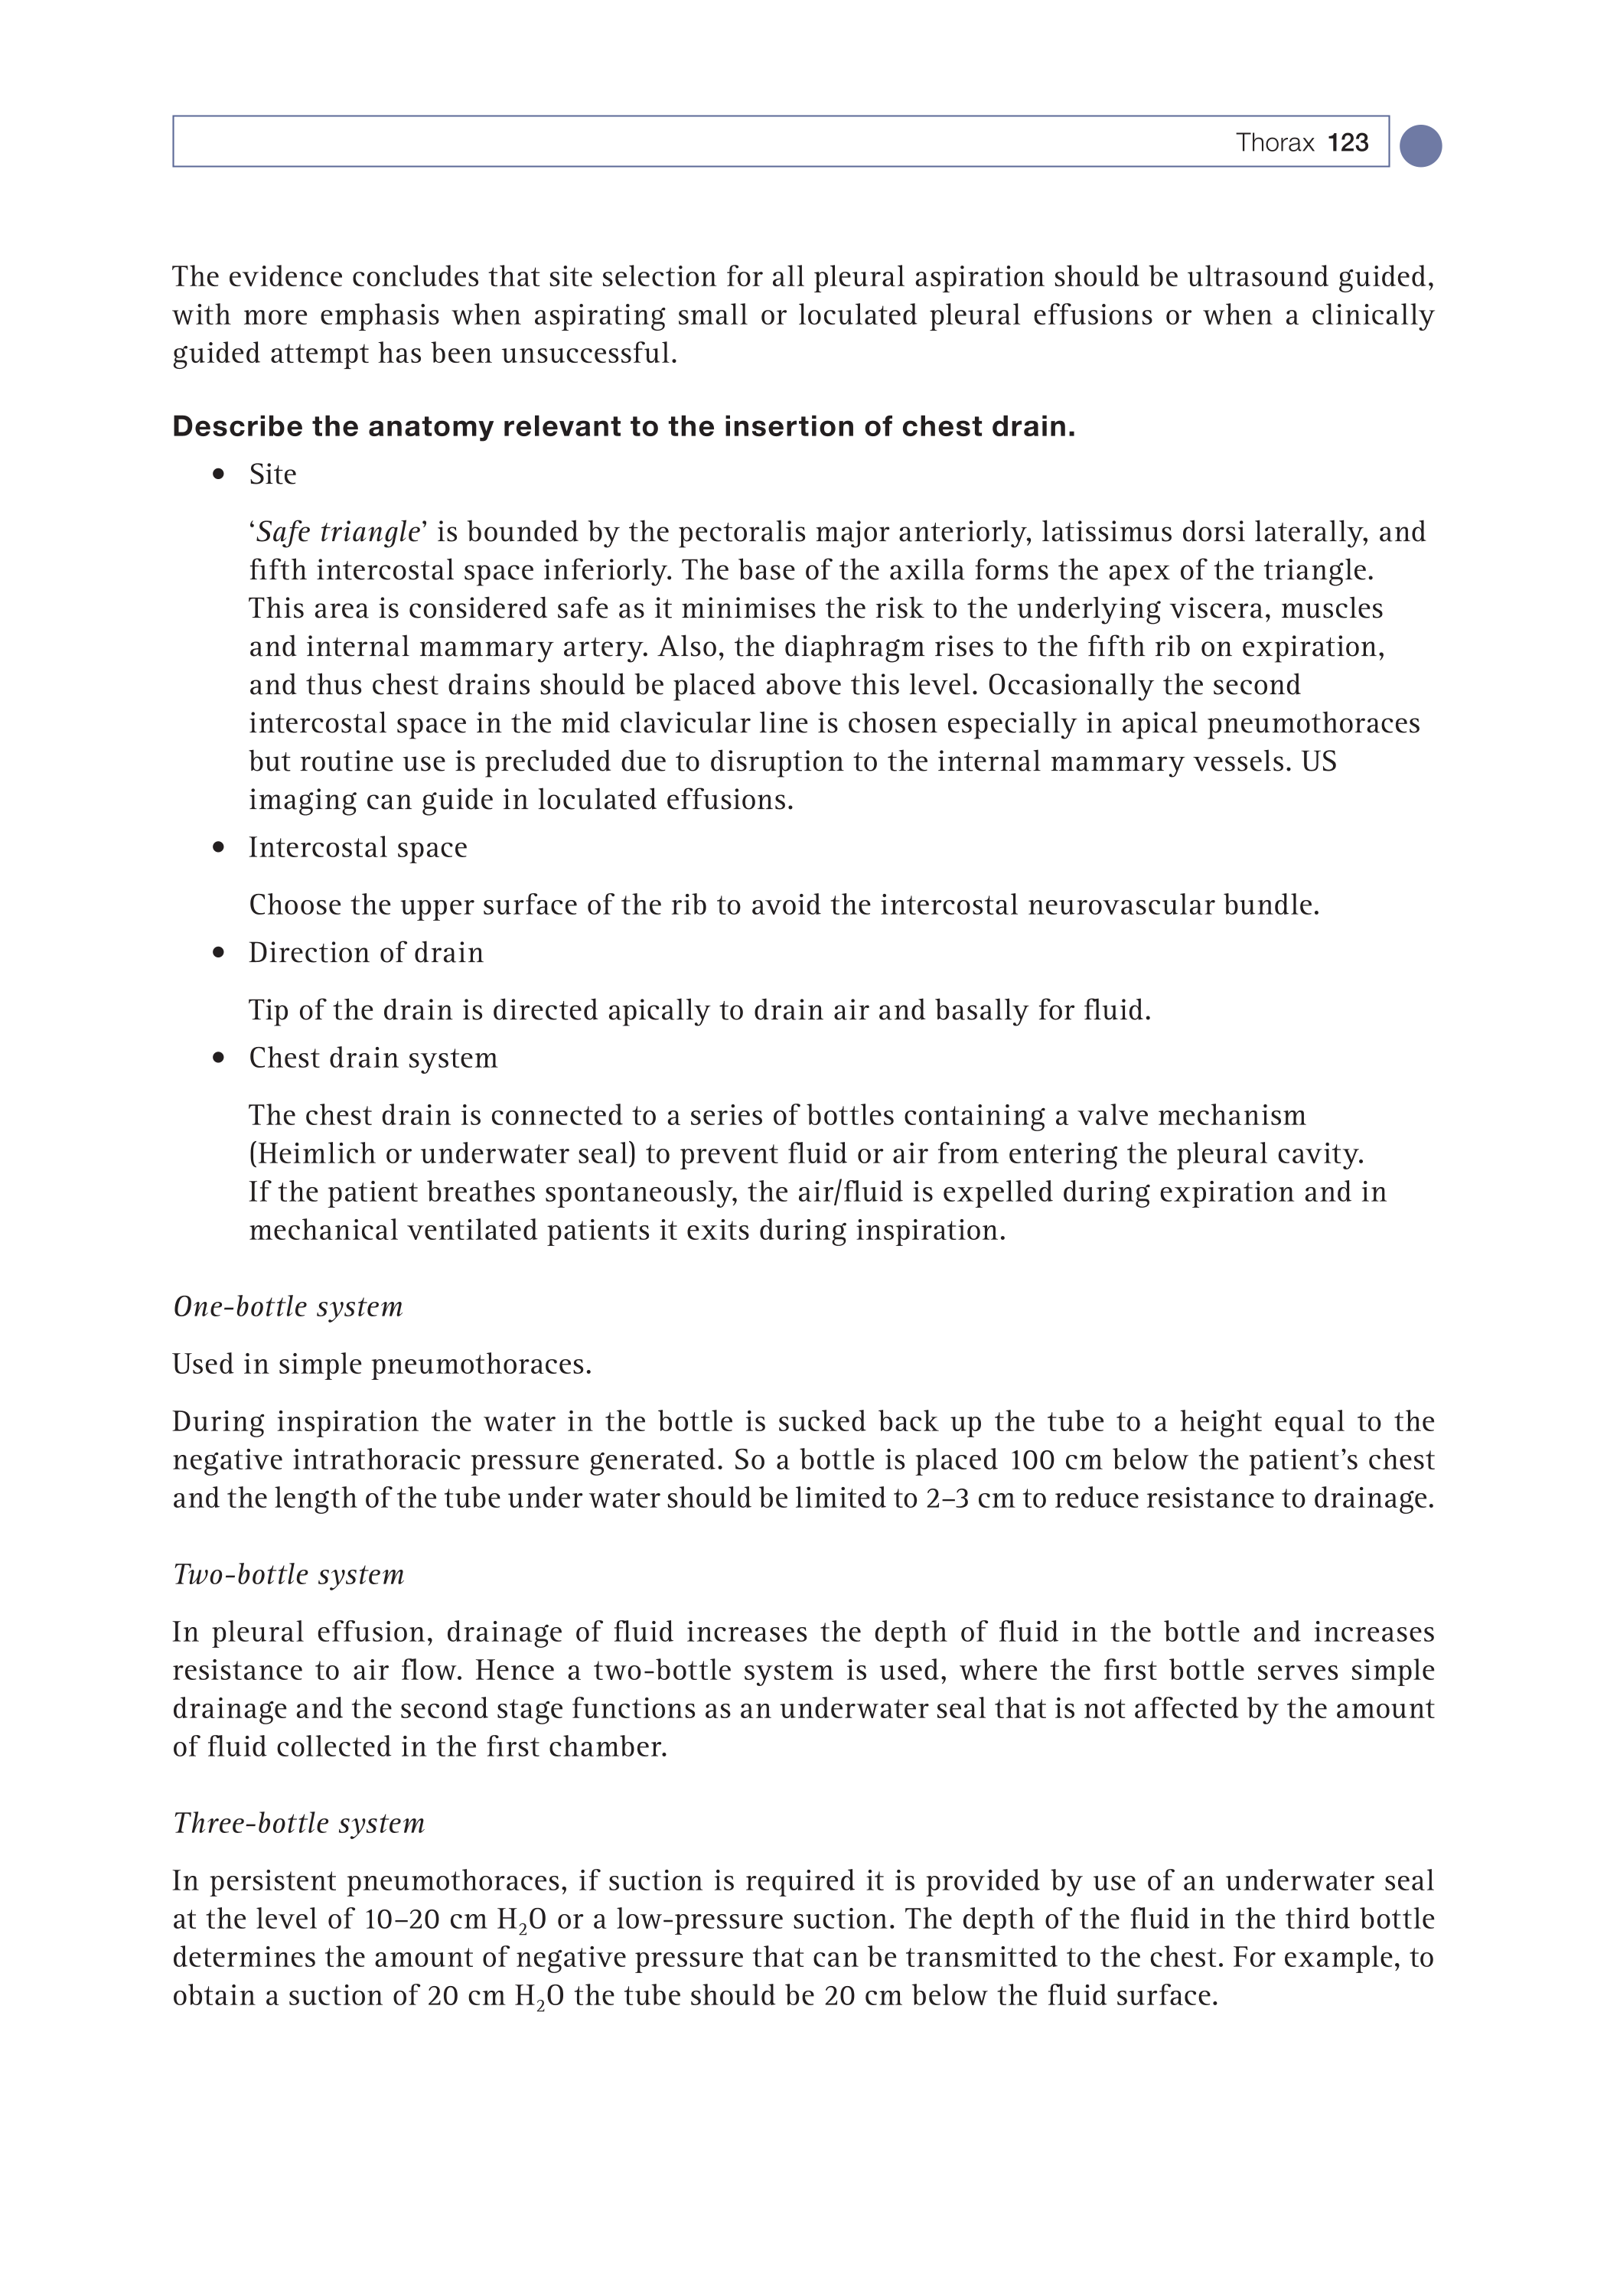 Thorax 123
The evidence concludes that site selection for all pleural aspiration should be ultrasound guided,
with more emphasis when aspirating small or loculated pleural effusions or when a clinically
guided attempt has been unsuccessful.
Describe the anatomy relevant to the insertion of chest drain.
• Site
‘Safe triangle’ is bounded by the pectoralis major anteriorly, latissimus dorsi laterally, and
fifth intercostal space inferiorly. The base of the axilla forms the apex of the triangle.
This area is considered safe as it minimises the risk to the underlying viscera, muscles
and internal mammary artery. Also, the diaphragm rises to the fifth rib on expiration,
and thus chest drains should be placed above this level. Occasionally the second
intercostal space in the mid clavicular line is chosen especially in apical pneumothoraces
but routine use is precluded due to disruption to the internal mammary vessels. US
imaging can guide in loculated effusions.
• Intercostal space
Choose the upper surface of the rib to avoid the intercostal neurovascular bundle.
• Direction of drain
Tip of the drain is directed apically to drain air and basally for fluid.
• Chest drain system
The chest drain is connected to a series of bottles containing a valve mechanism
(Heimlich or underwater seal) to prevent fluid or air from entering the pleural cavity.
If the patient breathes spontaneously, the air/fluid is expelled during expiration and in
mechanical ventilated patients it exits during inspiration.
One-bottle system
Used in simple pneumothoraces.
During inspiration the water in the bottle is sucked back up the tube to a height equal to the
negative intrathoracic pressure generated. So a bottle is placed 100 cm below the patient’s chest
and the length of the tube under water should be limited to 2–3 cm to reduce resistance to drainage.
Two-bottle system
In pleural effusion, drainage of fluid increases the depth of fluid in the bottle and increases
resistance to air flow. Hence a two-bottle system is used, where the first bottle serves simple
drainage and the second stage functions as an underwater seal that is not affected by the amount
of fluid collected in the first chamber.
Three-bottle system
In persistent pneumothoraces, if suction is required it is provided by use of an underwater seal
at the level of 10–20 cm H₂O or a low-pressure suction. The depth of the fluid in the third bottle
determines the amount of negative pressure that can be transmitted to the chest. For example, to
obtain a suction of 20 cm H₂O the tube should be 20 cm below the fluid surface.